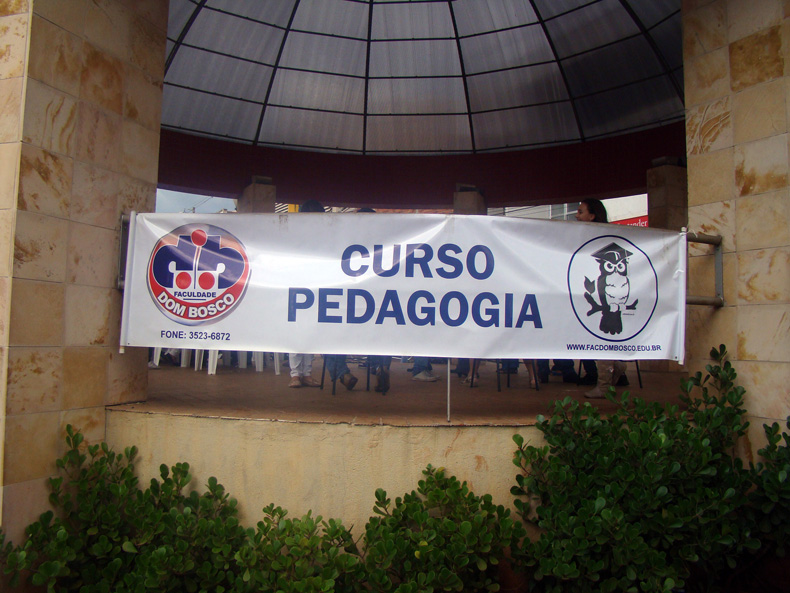 CURSO
PEDAGOGIA
FACULDADE
DOM BOSCO
FONE: 3523-6872
WWW.FACDOMBOSCO.EDU.BR